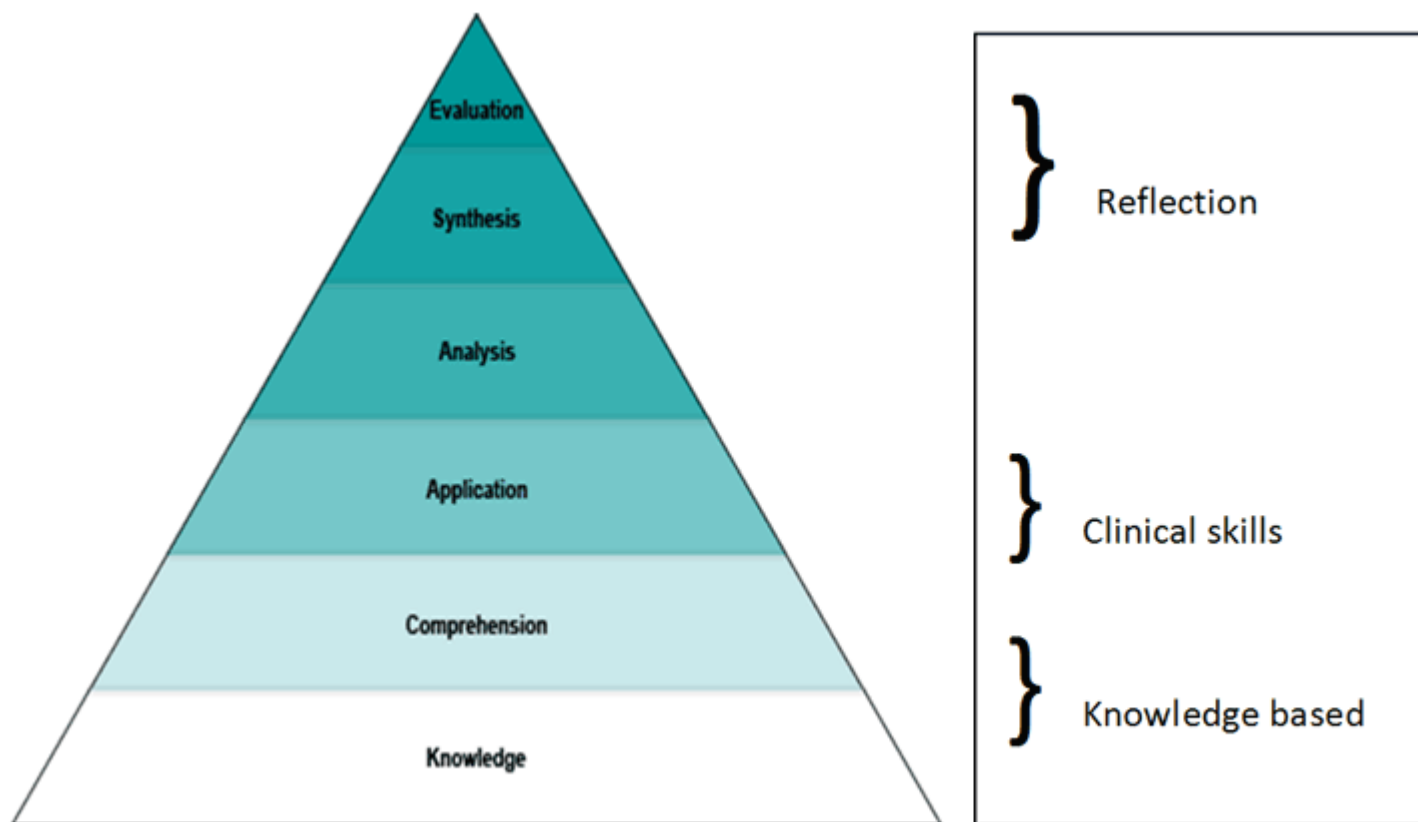 Evaluation
Synthesis
Analysis
Application
Comprehension
Knowledge
}
Reflection
}
Clinical skills
}
Knowledge based